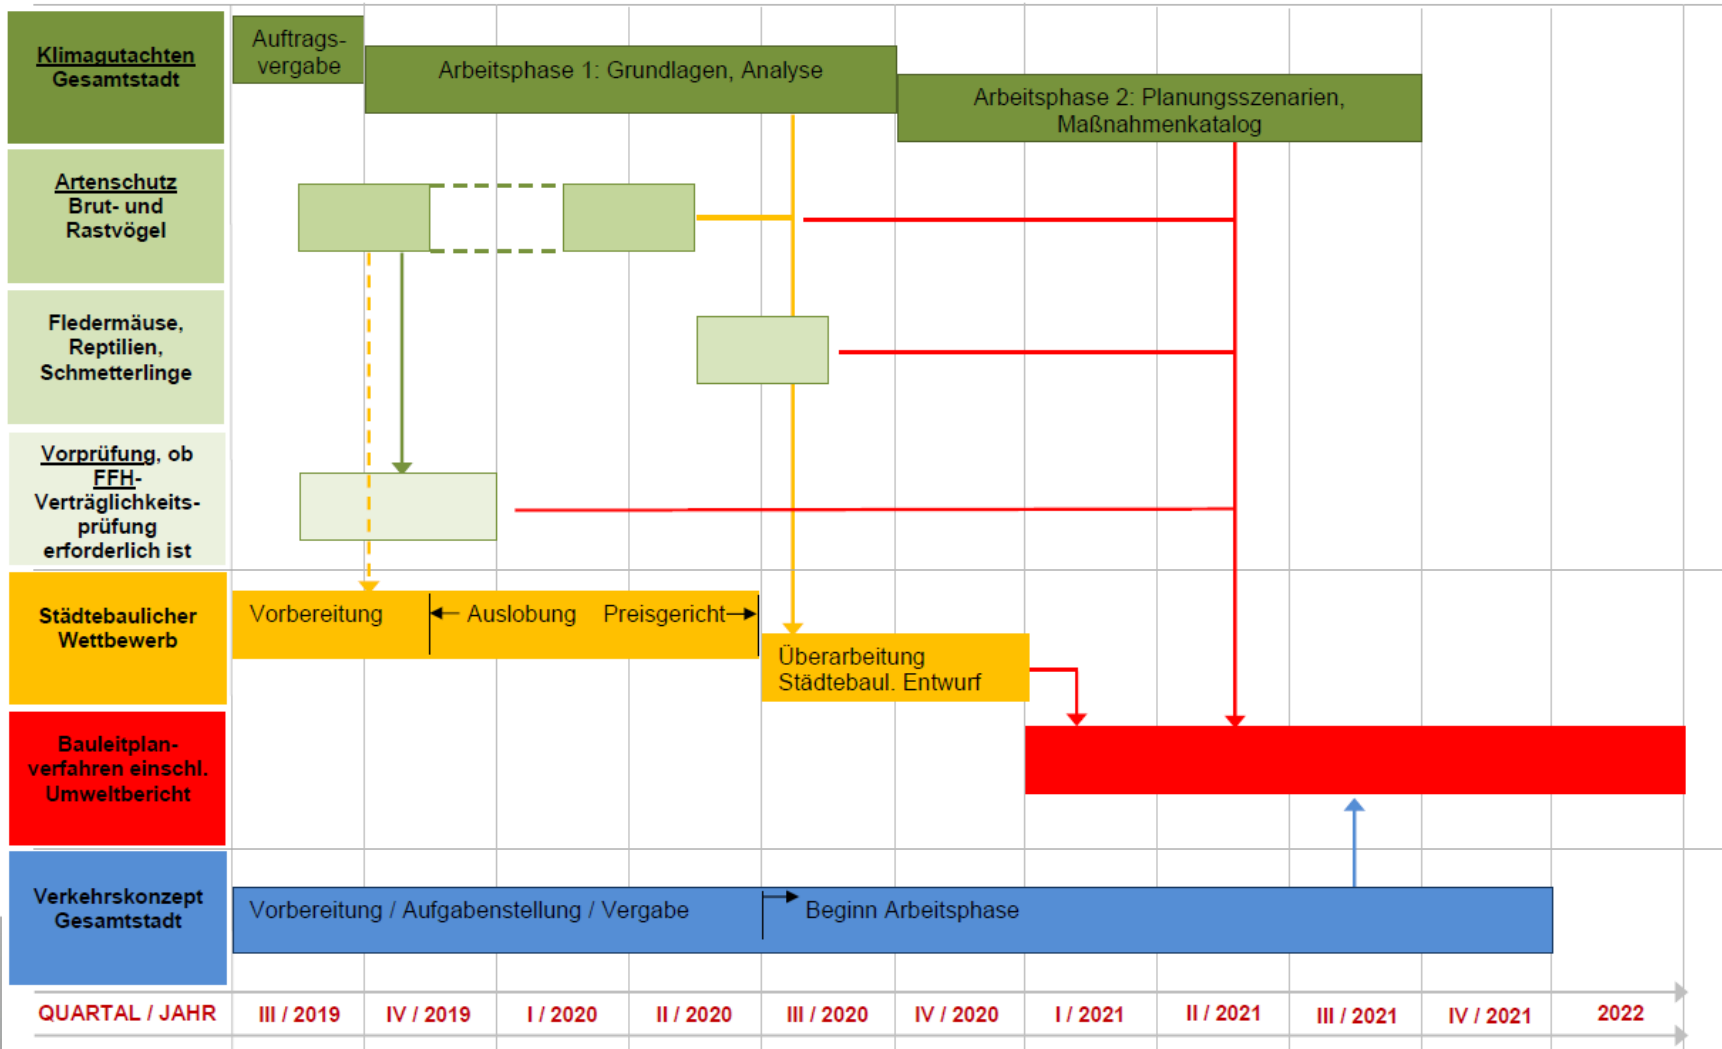 Klimagutachten
Gesamtstadt
Auftrags-
vergabe
Arbeitsphase 1: Grundlagen, Analyse
Arbeitsphase 2: Planungsszenarien,
Maßnahmenkatalog
Artenschutz
Brut- und
Rastvögel
Fledermäuse,
Reptilien,
Schmetterlinge
Vorprüfung, ob
FFH-
Verträglichkeits-
prüfung
erforderlich ist
Städtebaulicher
Wettbewerb
Vorbereitung
Auslobung Preisgericht
Überarbeitung
Städtebaul. Entwurf
Bauleitplan-
verfahren einschl.
Umweltbericht
Verkehrskonzept
Gesamtstadt
Vorbereitung / Aufgabenstellung / Vergabe
Beginn Arbeitsphase
QUARTAL / JAHR III / 2019 IV / 2019 I / 2020 II / 2020 III / 2020 IV / 2020 I / 2021 II / 2021 III / 2021 IV / 2021 2022